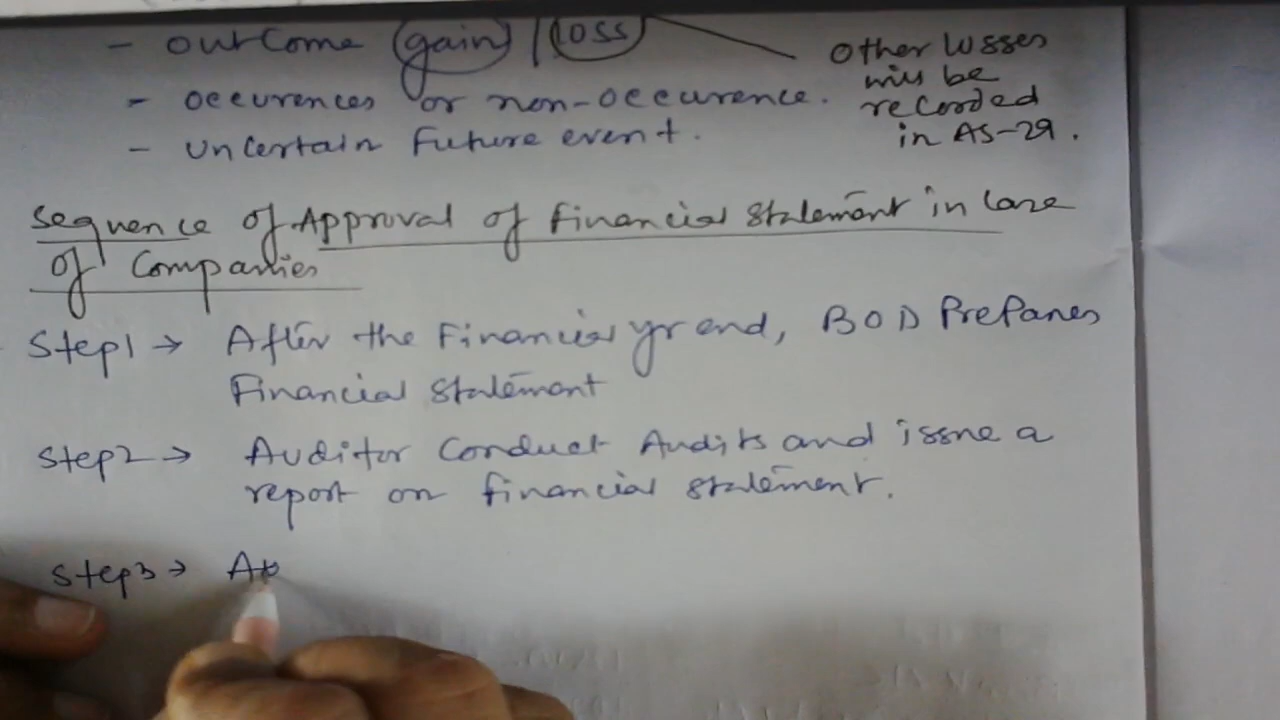 - outcome (gain) / (loss)
other losses
will be
recorded
in AS-29.
- occurences or non-occurence.
- uncertain Future event.
Sequence of Approval of Financial Statement in Case
of Companies
Step1 → After the Financial yr end, BOD Prepares
Financial Statement
Step2 → Auditor Conduct Audits and issue a
report on financial statement.
Step3 →